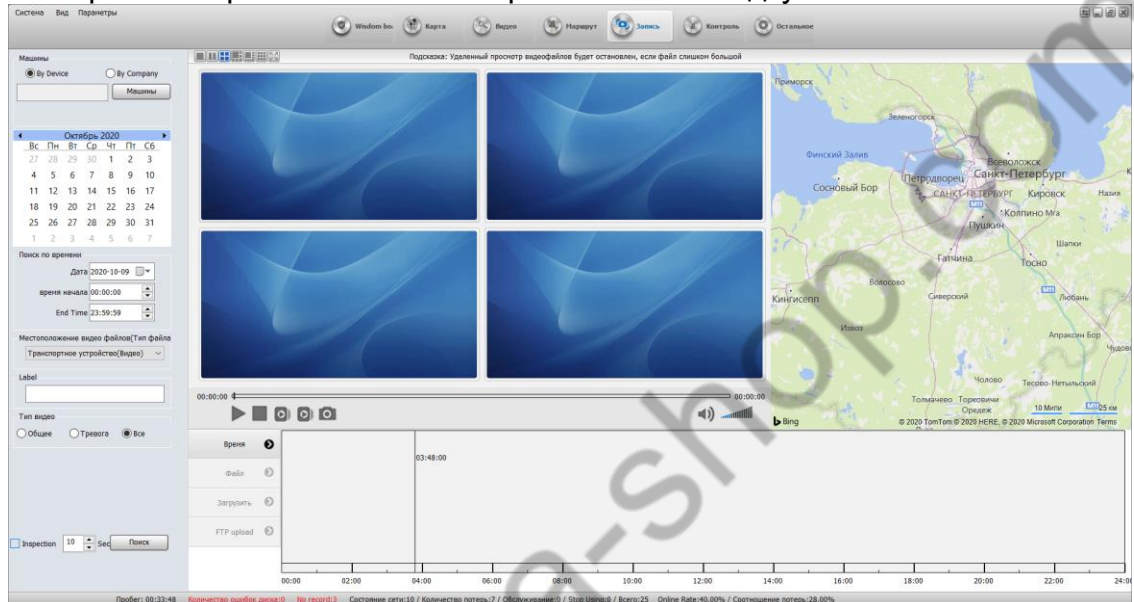 Система Вид Параметры
Wisdom bo: Карта Видео Маршрут Запись Контроль Остальное
Машины
By Device By Company
Машины
Октябрь 2020
Вс Пн Вт Ср Чт Пт Сб
27 28 29 30 1 2 3
4 5 6 7 8 9 10
11 12 13 14 15 16 17
18 19 20 21 22 23 24
25 26 27 28 29 30 31
1 2 3 4 5 6 7
Поиск по времени
Дата 2020-10-09
время начала 00:00:00
End Time 23:59:59
Местоположение видео файлов(Тип файла
Транспортное устройство(Видео)
Label
Тип видео
Общее Тревога Все
Inspection 10 Sec Поиск
Подсказка: Удаленный просмотр видеофайлов будет остановлен, если файл слишком большой
00:00:00 00:00:00
Приморск
Зеленогорск
Финский Залив
Всеволожск
Петродворец Санкт-Петербург
Сосновый Бор САНКТ-ПЕТЕРБУРГ Кировск Назия
М11
Колпино Мга
Пушкин
Шапки
Гатчина
Тосно
Волосово
Кингисепп Сиверский М11 Любань
Извоз
Апраксин Бор
Чудово
Чолово Тесово-Нетыльский
Толмачево Торковичи
Оредеж 10 Мили М11 25 км
Bing © 2020 TomTom © 2020 HERE, © 2020 Microsoft Corporation Terms
Время
03:48:00
Файл
Загрузить
FTP upload
00:00 02:00 04:00 06:00 08:00 10:00 12:00 14:00 16:00 18:00 20:00 22:00 24:00
Пробег: 00:33:48 Количество ошибок диска:0 No record:3 Состояние сети:10 / Количество потерь:7 / Обслуживание:0 / Stop Using:0 / Всего:25 Online Rate:40.00% / Соотношение потерь:28.00%
a-shop.com